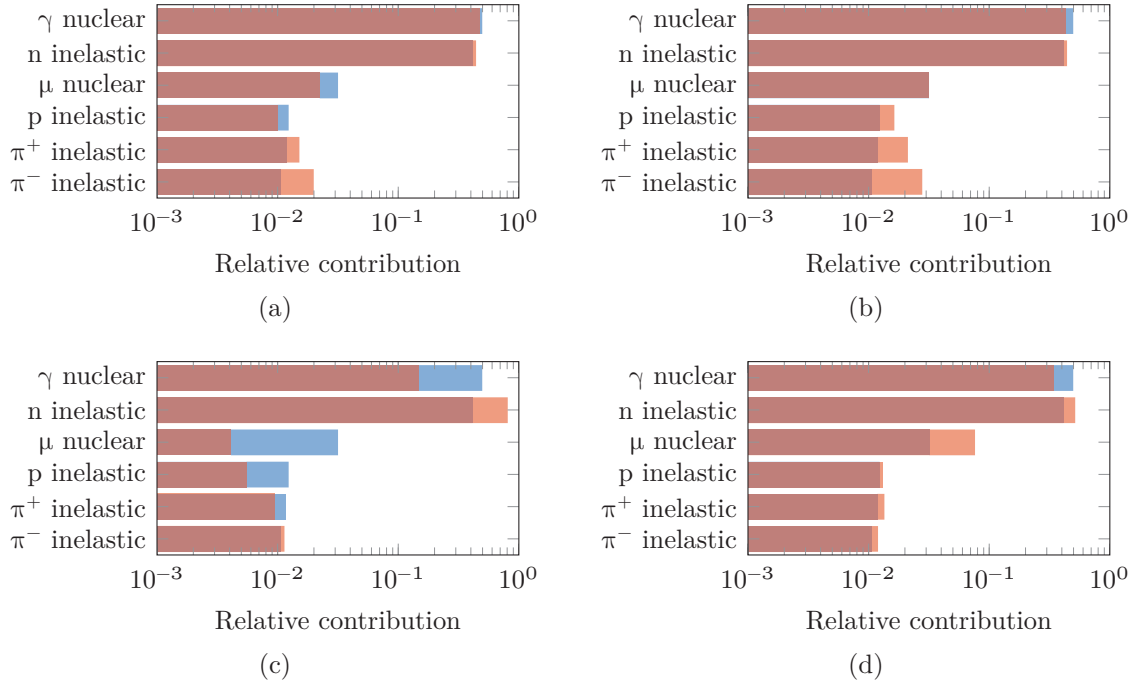 γ nuclear
n inelastic
μ nuclear
p inelastic
π⁺ inelastic
π⁻ inelastic
10⁻³ 10⁻² 10⁻¹ 10⁰
Relative contribution
(a)
γ nuclear
n inelastic
μ nuclear
p inelastic
π⁺ inelastic
π⁻ inelastic
10⁻³ 10⁻² 10⁻¹ 10⁰
Relative contribution
(b)
γ nuclear
n inelastic
μ nuclear
p inelastic
π⁺ inelastic
π⁻ inelastic
10⁻³ 10⁻² 10⁻¹ 10⁰
Relative contribution
(c)
γ nuclear
n inelastic
μ nuclear
p inelastic
π⁺ inelastic
π⁻ inelastic
10⁻³ 10⁻² 10⁻¹ 10⁰
Relative contribution
(d)